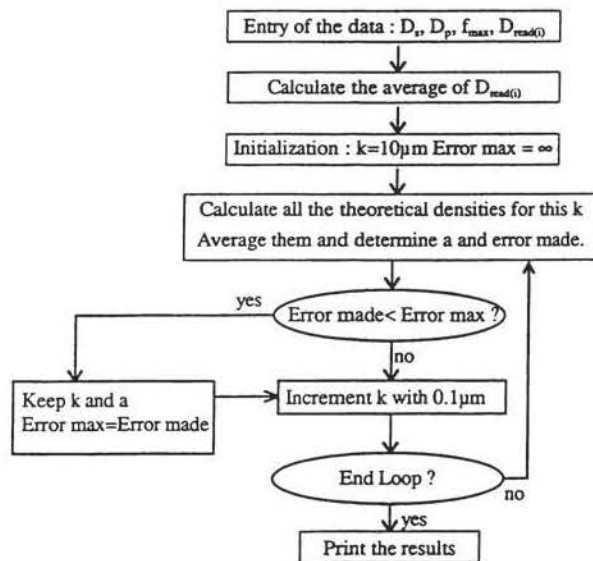 Entry of the data : Ds, Dp, fmax, Dread(i)
Calculate the average of Dread(i)
Initialization : k=10µm Error max = ∞
Calculate all the theoretical densities for this k
Average them and determine a and error made.
yes
Error made< Error max ?
no
Keep k and a
Error max=Error made
Increment k with 0.1µm
End Loop ?
no
yes
Print the results